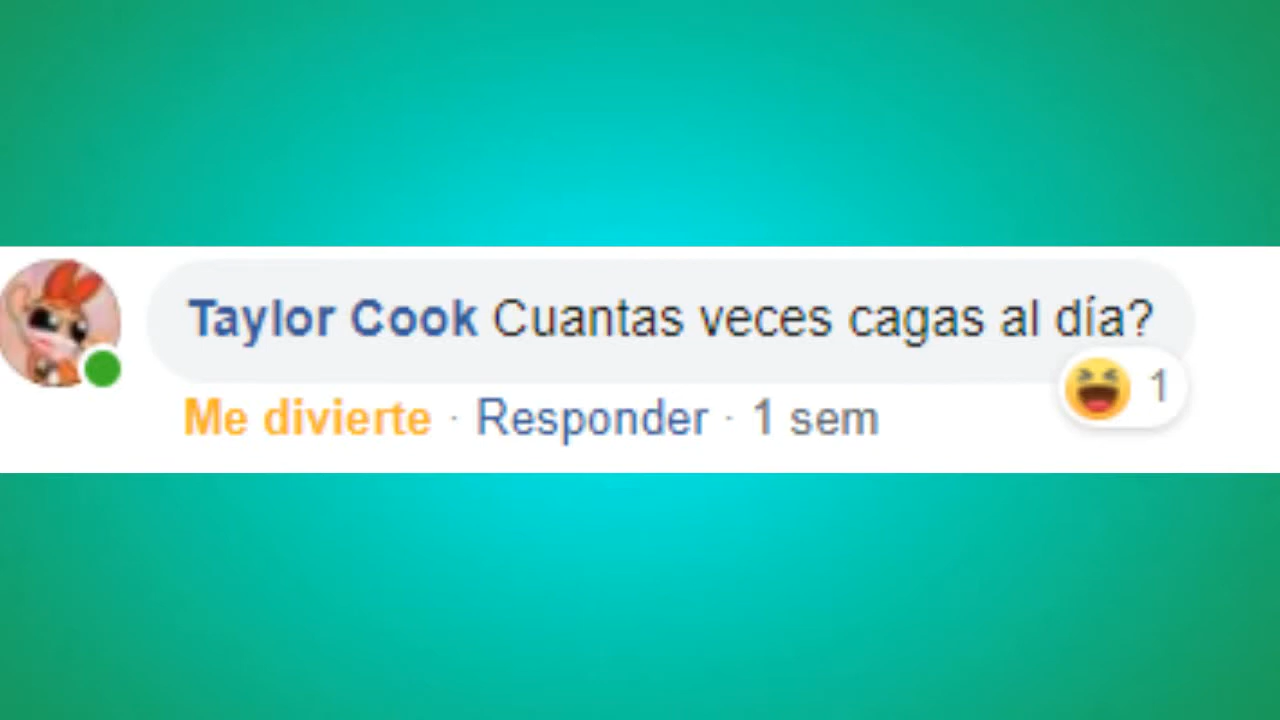 Taylor Cook Cuantas veces cagas al día?
1
Me divierte · Responder · 1 sem